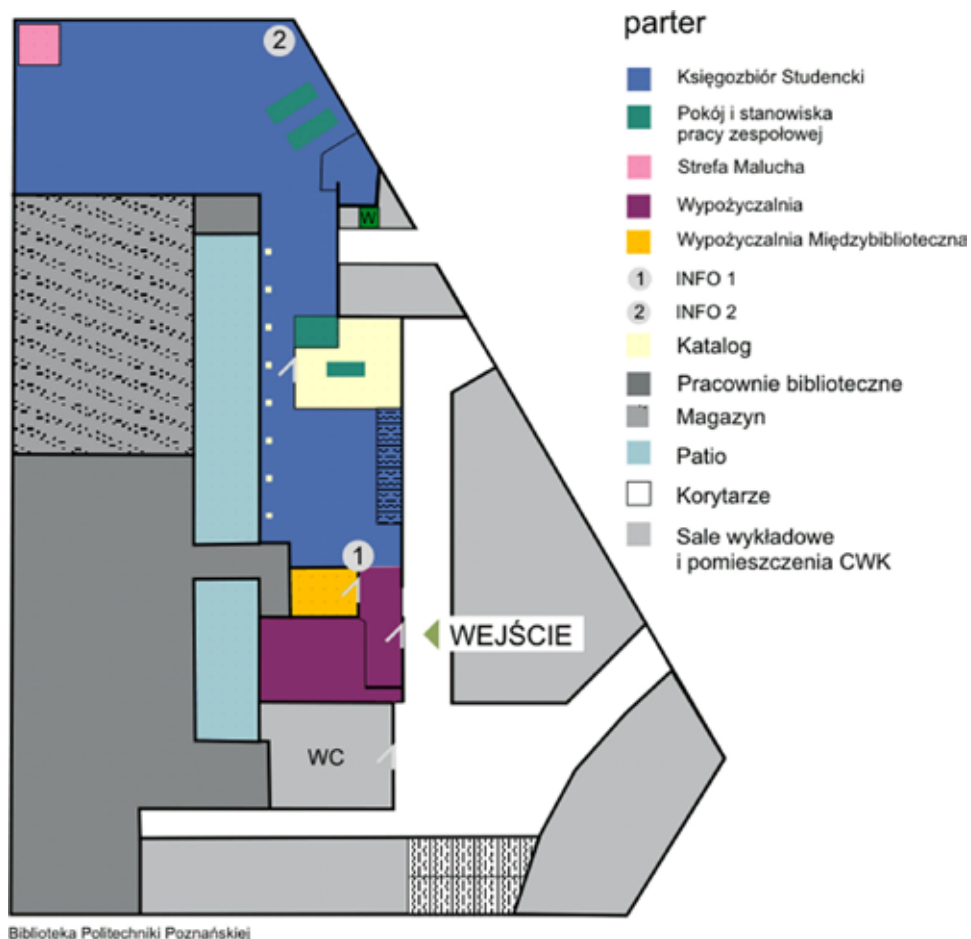 parter
2
Księgozbiór Studencki
Pokój i stanowiska
pracy zespołowej
Strefa Malucha
W
Wypożyczalnia
Wypożyczalnia Międzybiblioteczna
1 INFO 1
2 INFO 2
Katalog
Pracownie biblioteczne
Magazyn
Patio
Korytarze
Sale wykładowe
i pomieszczenia CWK
1
WEJŚCIE
WC
Biblioteka Politechniki Poznańskiej